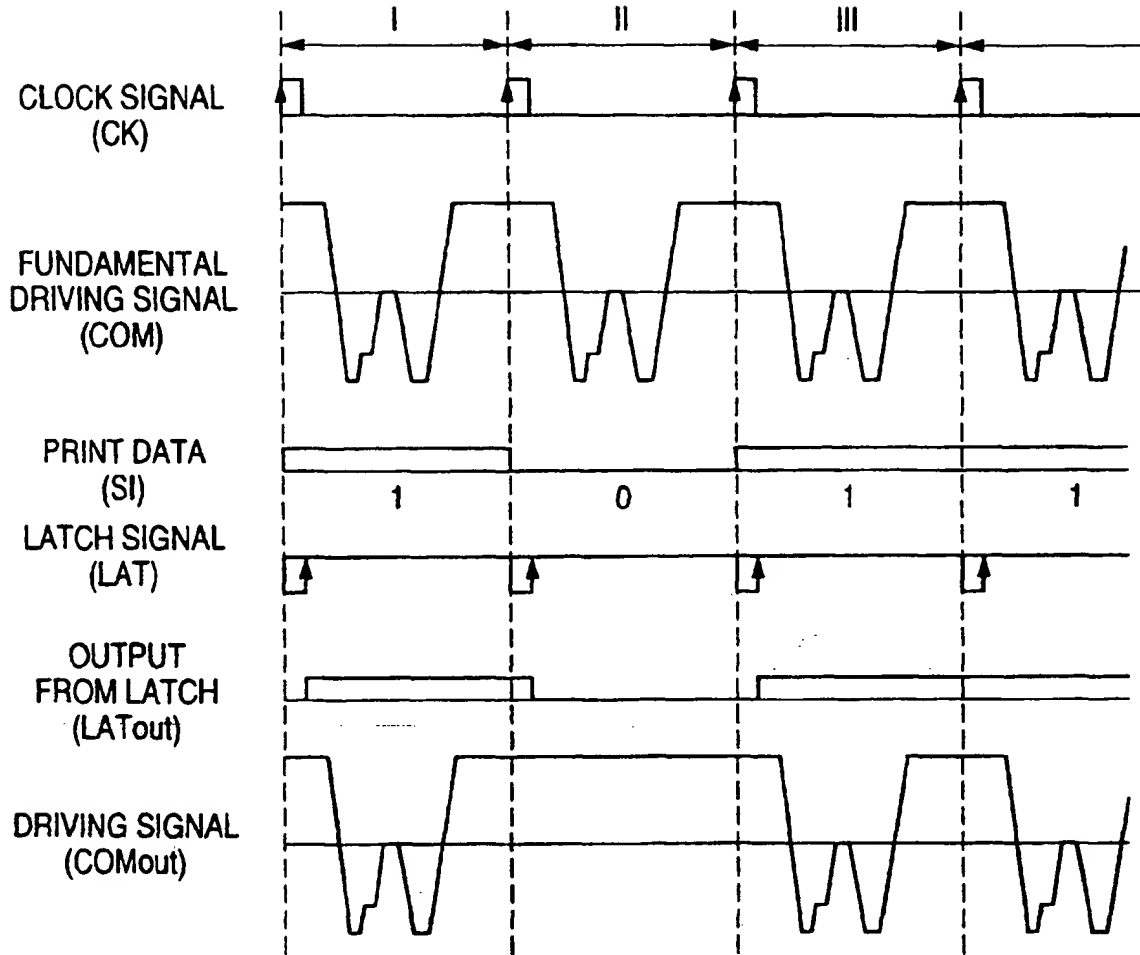 I II III
CLOCK SIGNAL
(CK)
FUNDAMENTAL
DRIVING SIGNAL
(COM)
PRINT DATA
(SI)
1 0 1 1
LATCH SIGNAL
(LAT)
OUTPUT
FROM LATCH
(LATout)
DRIVING SIGNAL
(COMout)